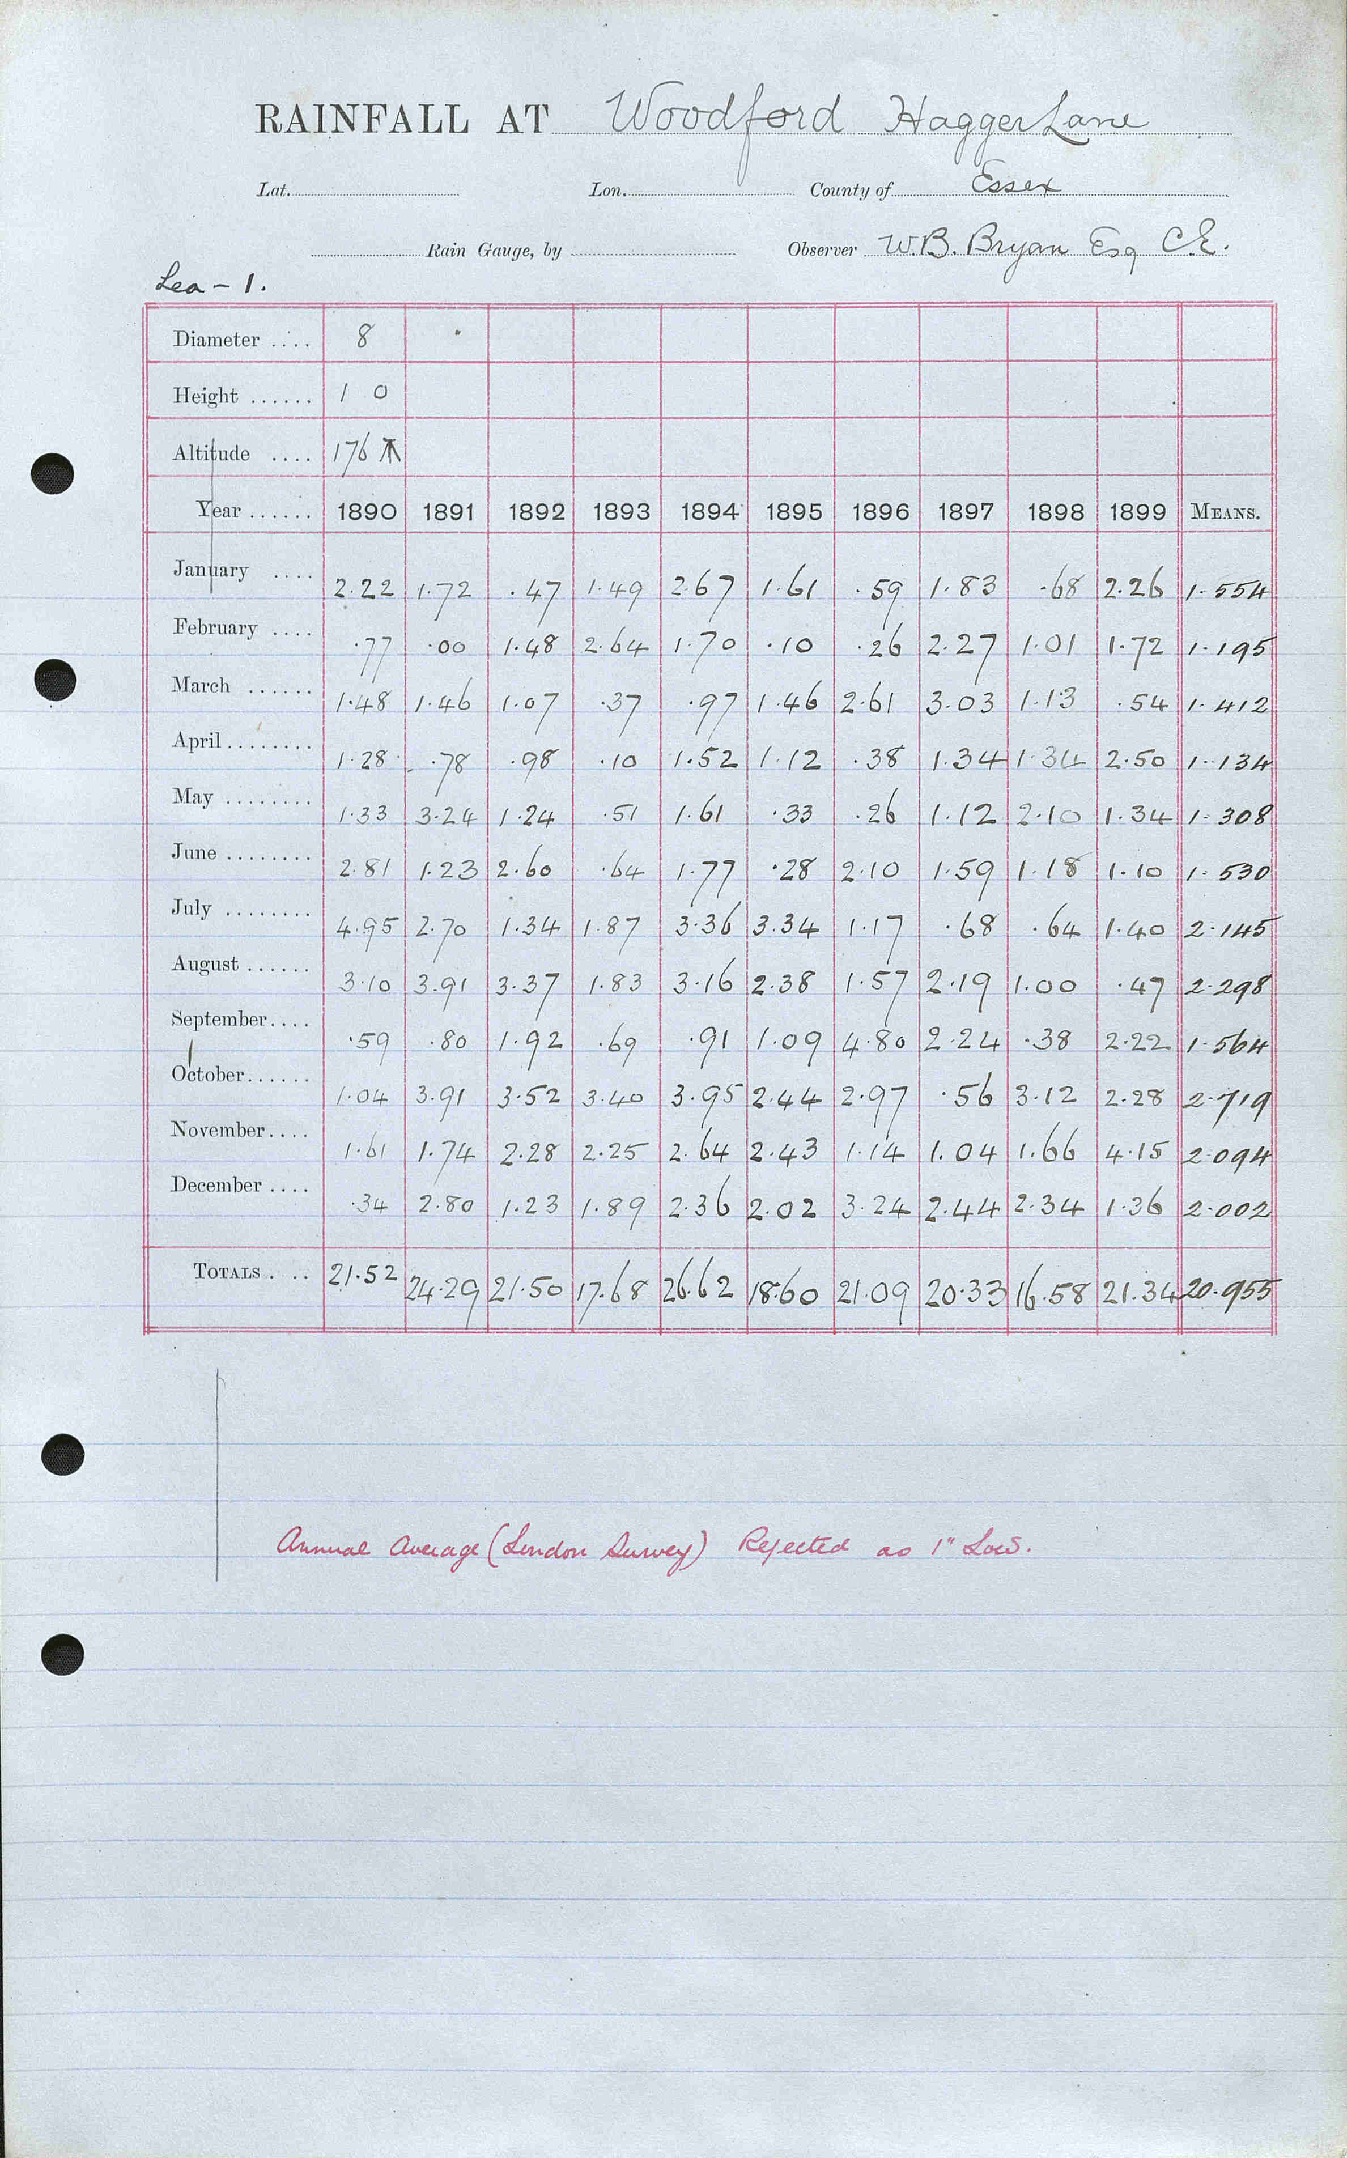 RAINFALL AT Woodford Hagger Lane
Lat. Lon. County of Essex
Rain Gauge, by Observer W.B. Bryan Esq C.E.
Lea - 1.
Diameter .... 8
Height ...... 1 0
Altitude .... 176
Year ...... 1890 1891 1892 1893 1894 1895 1896 1897 1898 1899 MEANS.
January .... 2.22 1.72 .47 1.49 2.67 1.61 .59 1.83 .68 2.26 1.554
February .... .77 .00 1.48 2.64 1.70 .10 .26 2.27 1.01 1.72 1.195
March ...... 1.48 1.46 1.07 .37 .97 1.46 2.61 3.03 1.13 .54 1.412
April ........ 1.28 .78 .98 .10 1.52 1.12 .38 1.34 1.34 2.50 1.134
May ........ 1.33 3.24 1.24 .51 1.61 .33 .26 1.12 2.10 1.34 1.308
June ........ 2.81 1.23 2.60 .64 1.77 .28 2.10 1.59 1.18 1.10 1.530
July ........ 4.95 2.70 1.34 1.87 3.36 3.34 1.17 .68 .64 1.40 2.145
August ...... 3.10 3.91 3.37 1.83 3.16 2.38 1.57 2.19 1.00 .47 2.298
September.... .59 .80 1.92 .69 .91 1.09 4.80 2.24 .38 2.22 1.564
October...... 1.04 3.91 3.52 3.40 3.95 2.44 2.97 .56 3.12 2.28 2.719
November.... 1.61 1.74 2.28 2.25 2.64 2.43 1.14 1.04 1.66 4.15 2.094
December .... .34 2.80 1.23 1.89 2.36 2.02 3.24 2.44 2.34 1.36 2.002
TOTALS . .. 21.52 24.29 21.50 17.68 26.62 18.60 21.09 20.33 16.58 21.34 20.955
Annual Average (London Survey) Rejected as 1" Low.